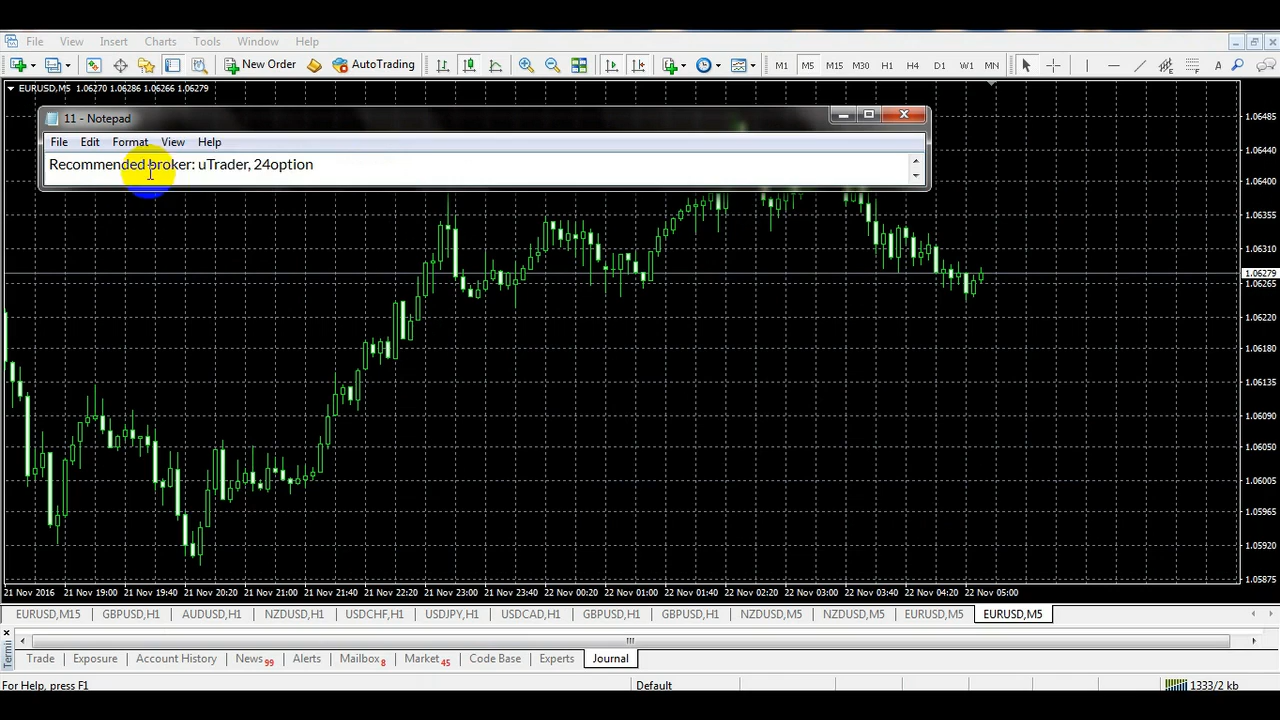 File View Insert Charts Tools Window Help
New Order AutoTrading M1 M5 M15 M30 H1 H4 D1 W1 MN A
EURUSD,M5 1.06270 1.06286 1.06266 1.06279
11 - Notepad
File Edit Format View Help
Recommended broker: uTrader, 24option
1.06485
1.06440
1.06400
1.06355
1.06310
1.06279
1.06265
1.06220
1.06180
1.06135
1.06090
1.06050
1.06005
1.05965
1.05920
1.05875
21 Nov 2016 21 Nov 19:00 21 Nov 19:40 21 Nov 20:20 21 Nov 21:00 21 Nov 21:40 21 Nov 22:20 21 Nov 23:00 21 Nov 23:40 22 Nov 00:20 22 Nov 01:00 22 Nov 01:40 22 Nov 02:20 22 Nov 03:00 22 Nov 03:40 22 Nov 04:20 22 Nov 05:00
EURUSD,M15 GBPUSD,H1 AUDUSD,H1 NZDUSD,H1 USDCHF,H1 USDJPY,H1 USDCAD,H1 GBPUSD,H1 GBPUSD,H1 NZDUSD,M5 NZDUSD,M5 EURUSD,M5 EURUSD,M5
Termi
Trade Exposure Account History News 99 Alerts Mailbox 8 Market 45 Code Base Experts Journal
For Help, press F1 Default 1333/2 kb